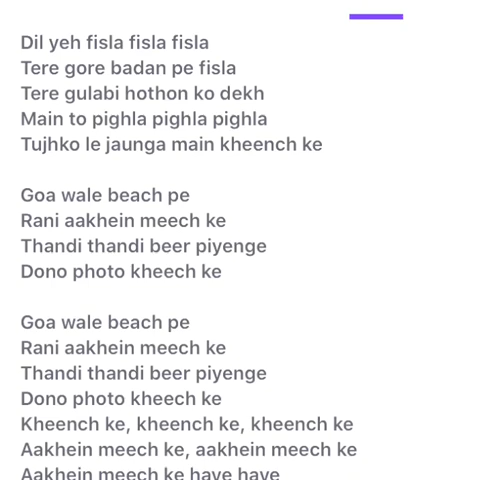 Dil yeh fisla fisla fisla
Tere gore badan pe fisla
Tere gulabi hothon ko dekh
Main to pighla pighla pighla
Tujhko le jaunga main kheench ke
Goa wale beach pe
Rani aakhein meech ke
Thandi thandi beer piyenge
Dono photo kheech ke
Goa wale beach pe
Rani aakhein meech ke
Thandi thandi beer piyenge
Dono photo kheech ke
Kheench ke, kheench ke, kheench ke
Aakhein meech ke, aakhein meech ke
Aakhein meech ke haye haye